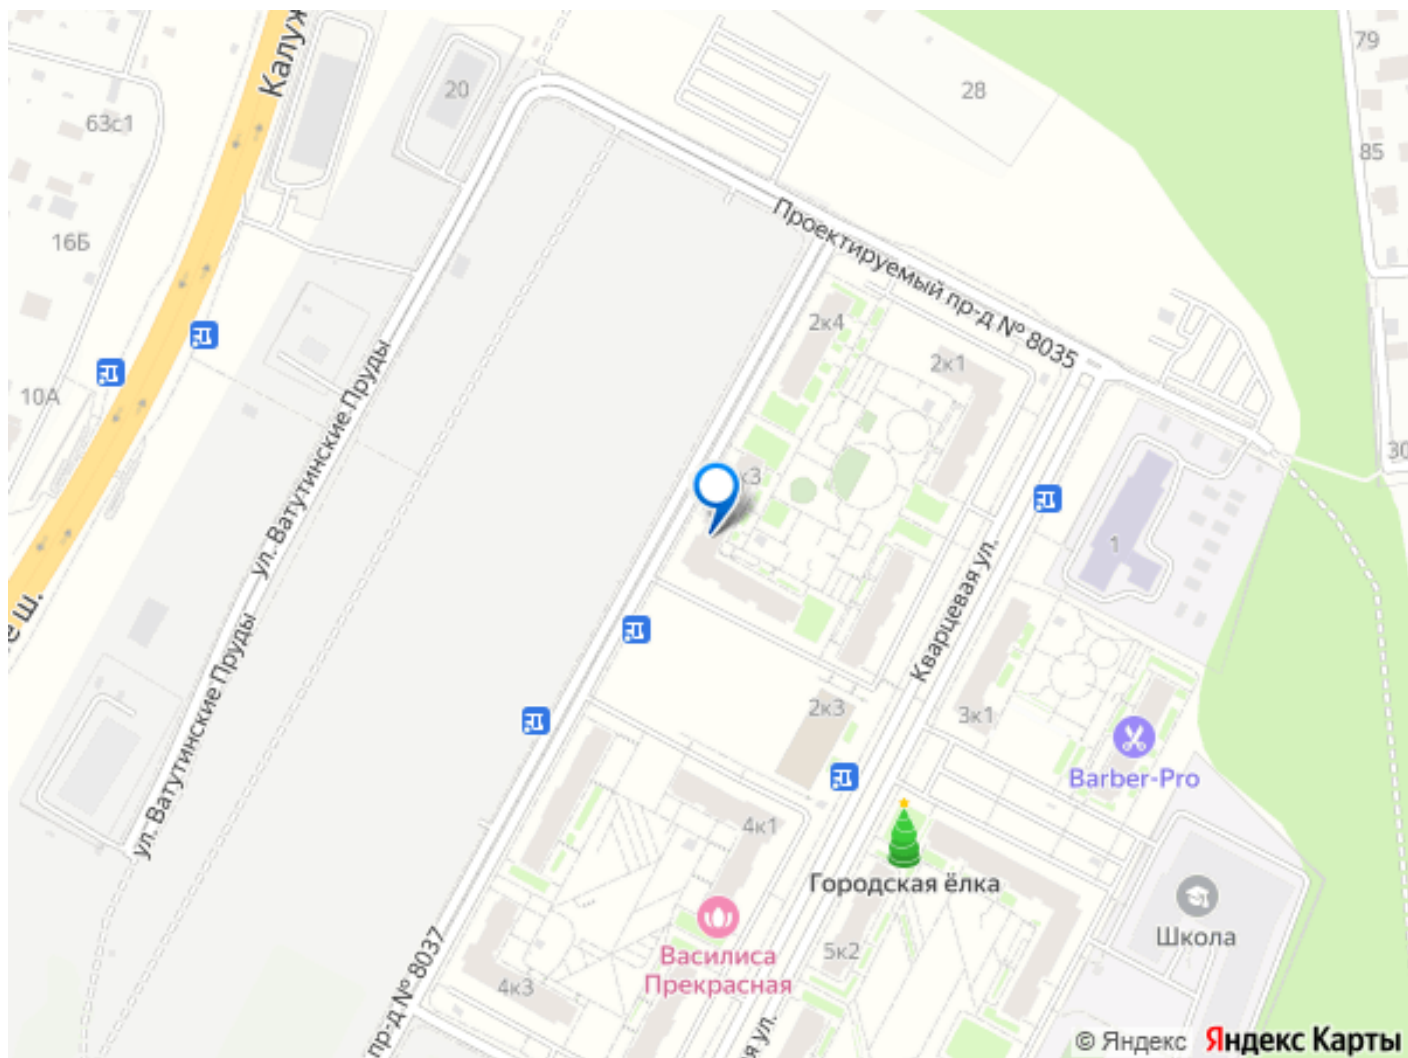 Калуж
79
20
28
63с1
85
Проектируемый пр-д № 8035
16Б
2к4
2к1
10А
30
к3
ул. Ватутинские Пруды
1
е ш.
Кварцевая ул.
ул. Ватутинские Пруды
2к3
3к1
Barber-Pro
4к1
Городская ёлка
Школа
5к2
Василиса
Прекрасная
4к3
пр-д № 8037
ая ул.
© Яндекс Яндекс Карты